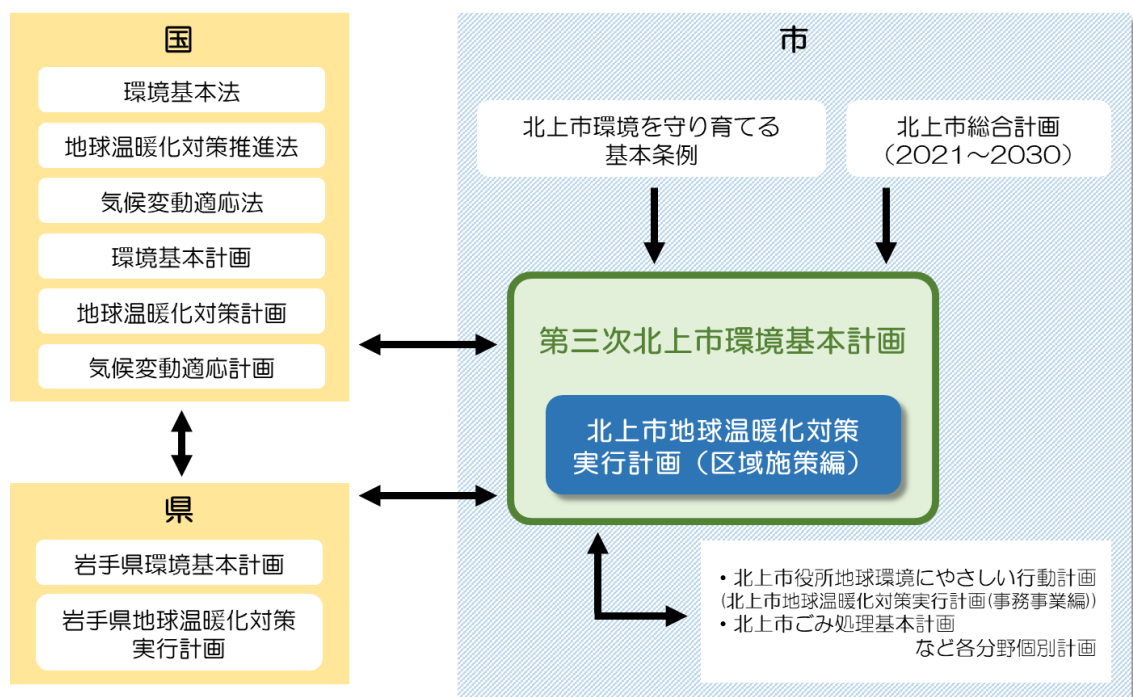 国
環境基本法
地球温暖化対策推進法
気候変動適応法
環境基本計画
地球温暖化対策計画
気候変動適応計画
県
岩手県環境基本計画
岩手県地球温暖化対策
実行計画
市
北上市環境を守り育てる
基本条例
北上市総合計画
（2021～2030）
第三次北上市環境基本計画
北上市地球温暖化対策
実行計画（区域施策編）
・北上市役所地球環境にやさしい行動計画
(北上市地球温暖化対策実行計画(事務事業編))
・北上市ごみ処理基本計画
など各分野個別計画